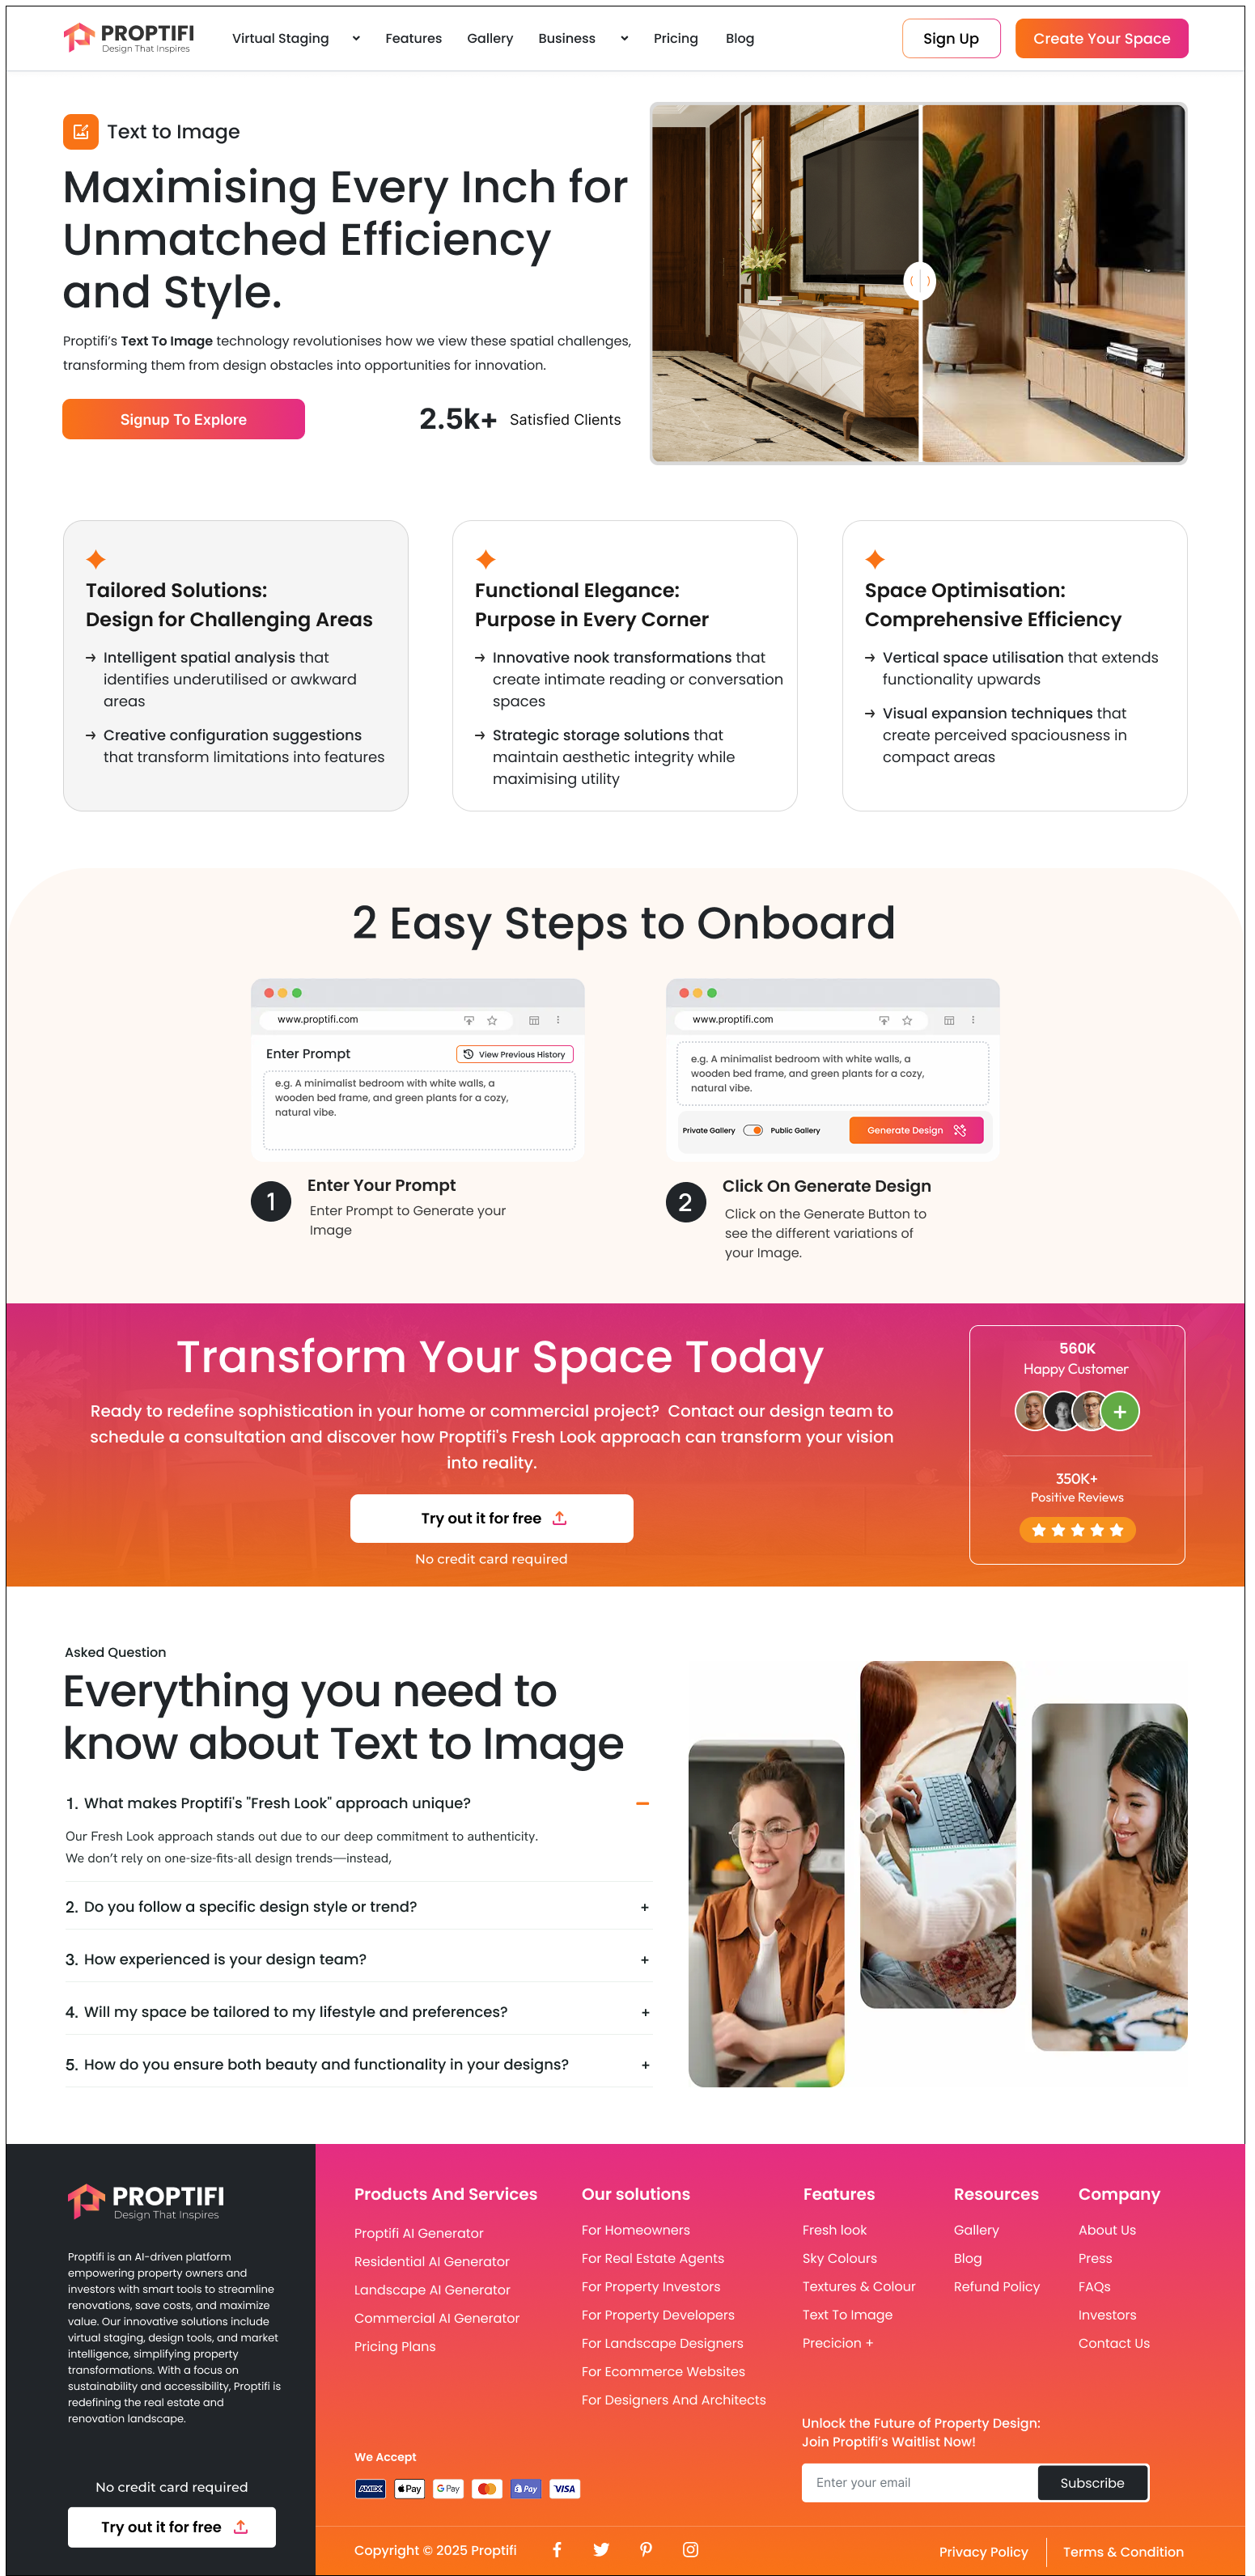 PROPTIFI
Design That Inspires
Virtual Staging
Features
Gallery
Business
Pricing
Blog
Sign Up
Create Your Space
Text to Image
Maximising Every Inch for
Unmatched Efficiency
and Style.
Proptifi's Text To Image technology revolutionises how we view these spatial challenges,
transforming them from design obstacles into opportunities for innovation.
Signup To Explore
2.5k+ Satisfied Clients
Tailored Solutions:
Design for Challenging Areas
→ Intelligent spatial analysis that
identifies underutilised or awkward
areas
→ Creative configuration suggestions
that transform limitations into features
Functional Elegance:
Purpose in Every Corner
→ Innovative nook transformations that
create intimate reading or conversation
spaces
→ Strategic storage solutions that
maintain aesthetic integrity while
maximising utility
Space Optimisation:
Comprehensive Efficiency
→ Vertical space utilisation that extends
functionality upwards
→ Visual expansion techniques that
create perceived spaciousness in
compact areas
2 Easy Steps to Onboard
www.proptifi.com
Enter Prompt
View Previous History
e.g. A minimalist bedroom with white walls, a
wooden bed frame, and green plants for a cozy,
natural vibe.
1
Enter Your Prompt
Enter Prompt to Generate your
Image
www.proptifi.com
e.g. A minimalist bedroom with white walls, a
wooden bed frame, and green plants for a cozy,
natural vibe.
Private Gallery
Public Gallery
Generate Design
2
Click On Generate Design
Click on the Generate Button to
see the different variations of
your Image.
Transform Your Space Today
Ready to redefine sophistication in your home or commercial project? Contact our design team to
schedule a consultation and discover how Proptifi's Fresh Look approach can transform your vision
into reality.
Try out it for free
No credit card required
560K
Happy Customer
+
350K+
Positive Reviews
Asked Question
Everything you need to
know about Text to Image
1. What makes Proptifi's "Fresh Look" approach unique?
Our Fresh Look approach stands out due to our deep commitment to authenticity.
We don't rely on one-size-fits-all design trends—instead,
2. Do you follow a specific design style or trend? +
3. How experienced is your design team? +
4. Will my space be tailored to my lifestyle and preferences? +
5. How do you ensure both beauty and functionality in your designs? +
PROPTIFI
Design That Inspires
Proptifi is an AI-driven platform
empowering property owners and
investors with smart tools to streamline
renovations, save costs, and maximize
value. Our innovative solutions include
virtual staging, design tools, and market
intelligence, simplifying property
transformations. With a focus on
sustainability and accessibility, Proptifi is
redefining the real estate and
renovation landscape.
No credit card required
Try out it for free
Products And Services
Proptifi AI Generator
Residential AI Generator
Landscape AI Generator
Commercial AI Generator
Pricing Plans
Our solutions
For Homeowners
For Real Estate Agents
For Property Investors
For Property Developers
For Landscape Designers
For Ecommerce Websites
For Designers And Architects
Features
Fresh look
Sky Colours
Textures & Colour
Text To Image
Precicion +
Resources
Gallery
Blog
Refund Policy
Company
About Us
Press
FAQs
Investors
Contact Us
We Accept
AMEX
Pay
G Pay
Pay
VISA
Unlock the Future of Property Design:
Join Proptifi's Waitlist Now!
Enter your email
Subscribe
Copyright © 2025 Proptifi
Privacy Policy
Terms & Condition